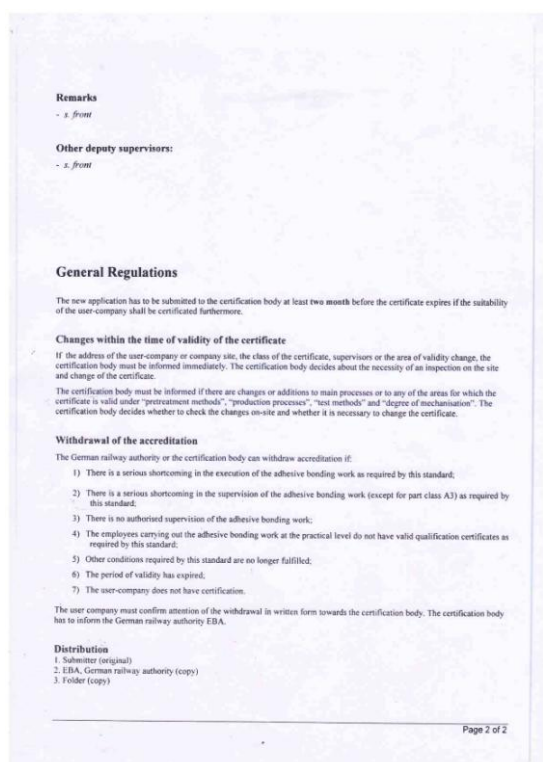 Remarks
- s. front
Other deputy supervisors:
- s. front
General Regulations
The new application has to be submitted to the certification body at least two month before the certificate expires if the suitability
of the user-company shall be certificated furthermore.
Changes within the time of validity of the certificate
If the address of the user-company or company site, the class of the certificate, supervisors or the area of validity change, the
certification body must be informed immediately. The certification body decides about the necessity of an inspection on the site
and change of the certificate.
The certification body must be informed if there are changes or additions to main processes or to any of the areas for which the
certificate is valid under "pretreatment methods", "production processes", "test methods" and "degree of mechanisation". The
certification body decides whether to check the changes on-site and whether it is necessary to change the certificate.
Withdrawal of the accreditation
The German railway authority or the certification body can withdraw accreditation if:
1) There is a serious shortcoming in the execution of the adhesive bonding work as required by this standard;
2) There is a serious shortcoming in the supervision of the adhesive bonding work (except for part class A3) as required by
this standard;
3) There is no authorised supervision of the adhesive bonding work;
4) The employees carrying out the adhesive bonding work at the practical level do not have valid qualification certificates as
required by this standard;
5) Other conditions required by this standard are no longer fulfilled;
6) The period of validity has expired;
7) The user-company does not have certification.
The user company must confirm attention of the withdrawal in written form towards the certification body. The certification body
has to inform the German railway authority EBA.
Distribution
1. Submitter (original)
2. EBA, German railway authority (copy)
3. Folder (copy)
Page 2 of 2